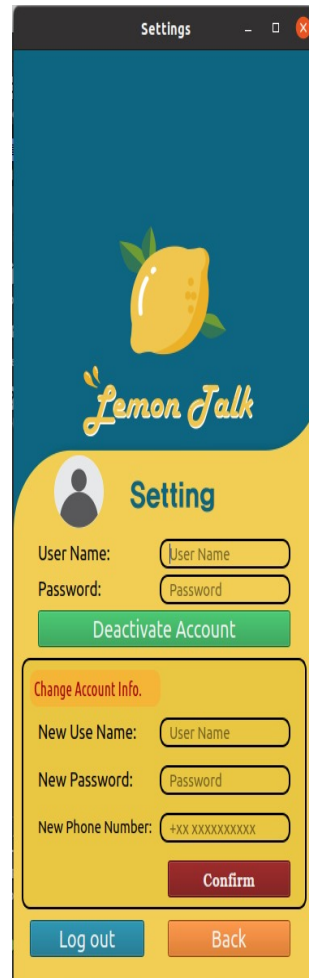 Settings
Lemon Talk
Setting
User Name: User Name
Password: Password
Deactivate Account
Change Account Info.
New Use Name: User Name
New Password: Password
New Phone Number: +xx xxxxxxxxxx
Confirm
Log out Back